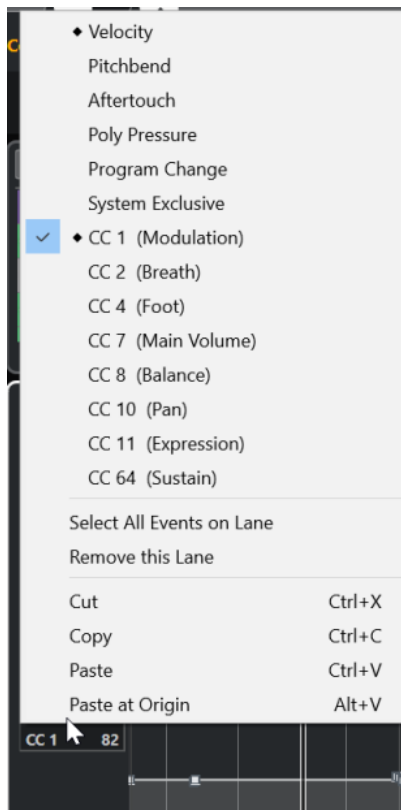 Velocity
Pitchbend
Aftertouch
Poly Pressure
Program Change
System Exclusive
CC 1 (Modulation)
CC 2 (Breath)
CC 4 (Foot)
CC 7 (Main Volume)
CC 8 (Balance)
CC 10 (Pan)
CC 11 (Expression)
CC 64 (Sustain)
Select All Events on Lane
Remove this Lane
Cut Ctrl+X
Copy Ctrl+C
Paste Ctrl+V
Paste at Origin Alt+V
CC 1 82